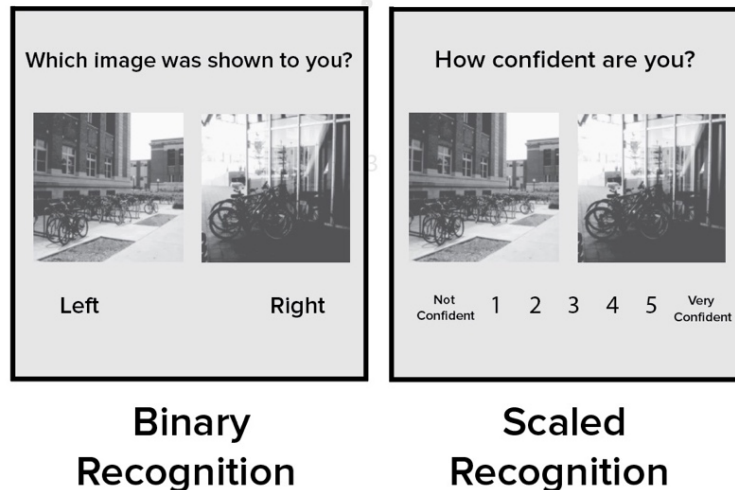 Which image was shown to you?
Left
Right
Binary
Recognition
How confident are you?
Not
Confident
1 2 3 4 5
Very
Confident
Scaled
Recognition